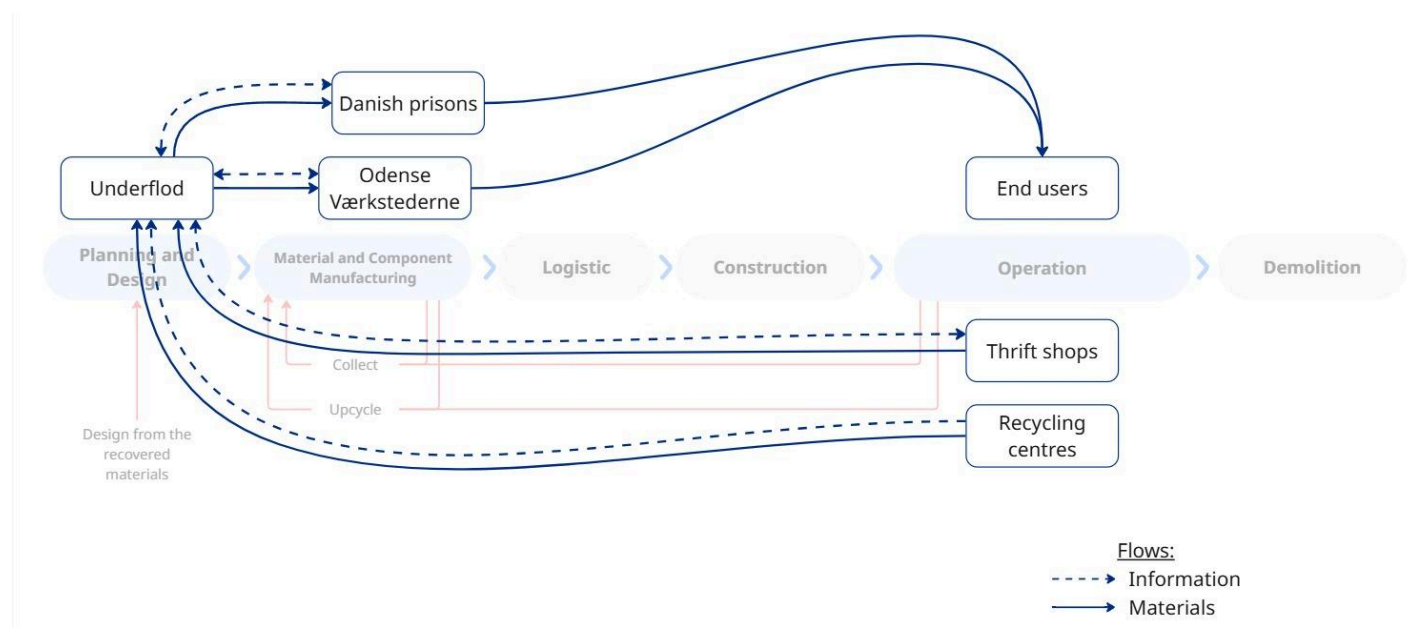 Danish prisons
Underflod
Odense
Værkstederne
End users
Planning and
Design
Material and Component
Manufacturing
Logistic
Construction
Operation
Demolition
Thrift shops
Collect
Upcycle
Recycling
centres
Design from the
recovered
materials
Flows:
Information
Materials